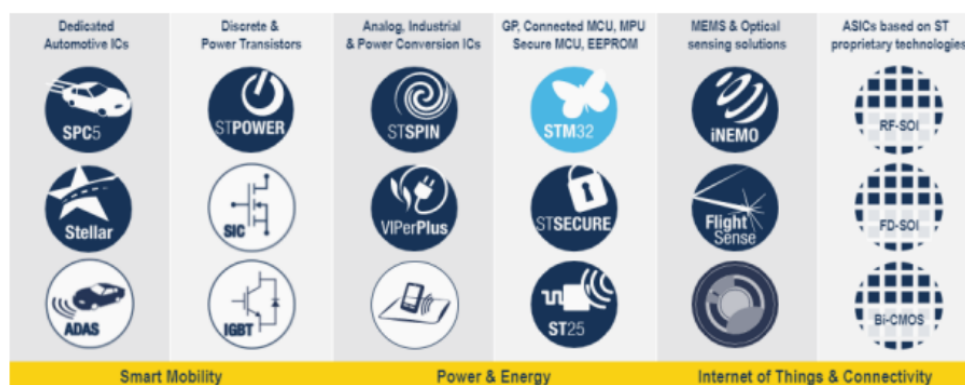 Dedicated
Automotive ICs
Discrete &
Power Transistors
Analog, Industrial
& Power Conversion ICs
GP, Connected MCU, MPU
Secure MCU, EEPROM
MEMS & Optical
sensing solutions
ASICs based on ST
proprietary technologies
SPC5
STPOWER
STSPIN
STM32
iNEMO
RF-SOI
Stellar
SIC
VIPerPlus
STSECURE
Flight
Sense
FD-SOI
ADAS
IGBT
ST25
Bi-CMOS
Smart Mobility
Power & Energy
Internet of Things & Connectivity